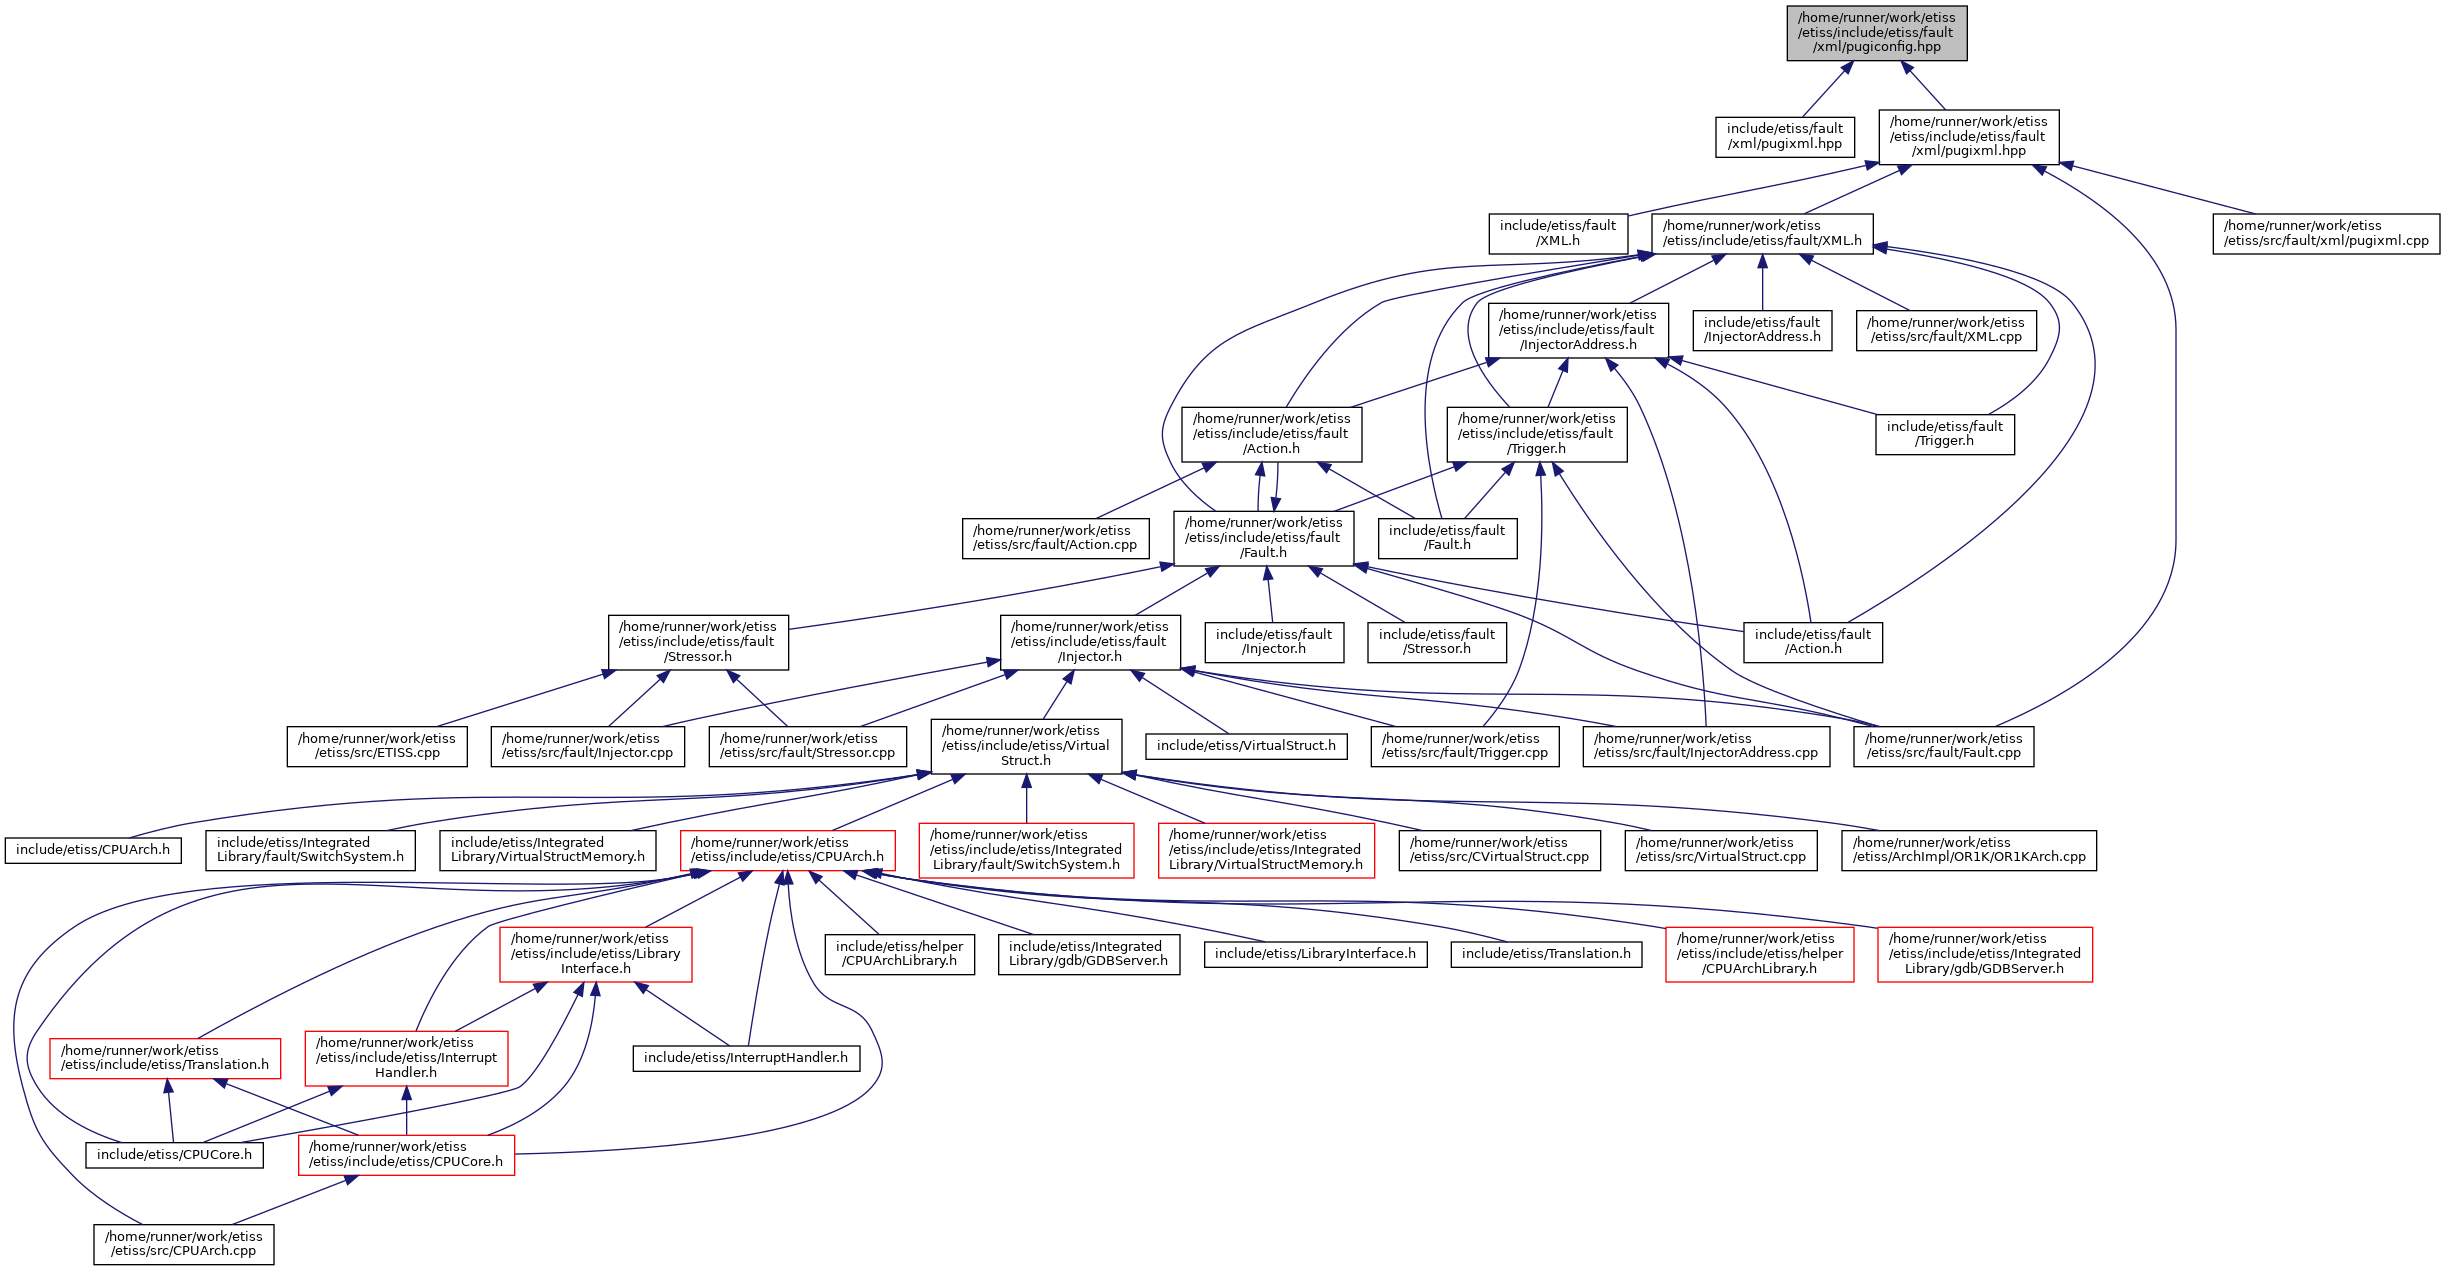 /home/runner/work/etiss
/etiss/include/etiss/fault
/xml/pugiconfig.hpp
include/etiss/fault
/xml/pugixml.hpp
/home/runner/work/etiss
/etiss/include/etiss/fault
/xml/pugixml.hpp
include/etiss/fault
/XML.h
/home/runner/work/etiss
/etiss/include/etiss/fault/XML.h
/home/runner/work/etiss
/etiss/src/fault/xml/pugixml.cpp
/home/runner/work/etiss
/etiss/include/etiss/fault
/InjectorAddress.h
include/etiss/fault
/InjectorAddress.h
/home/runner/work/etiss
/etiss/src/fault/XML.cpp
/home/runner/work/etiss
/etiss/include/etiss/fault
/Action.h
/home/runner/work/etiss
/etiss/include/etiss/fault
/Trigger.h
include/etiss/fault
/Trigger.h
/home/runner/work/etiss
/etiss/src/fault/Action.cpp
/home/runner/work/etiss
/etiss/include/etiss/fault
/Fault.h
include/etiss/fault
/Fault.h
/home/runner/work/etiss
/etiss/include/etiss/fault
/Stressor.h
/home/runner/work/etiss
/etiss/include/etiss/fault
/Injector.h
include/etiss/fault
/Injector.h
include/etiss/fault
/Stressor.h
include/etiss/fault
/Action.h
/home/runner/work/etiss
/etiss/src/ETISS.cpp
/home/runner/work/etiss
/etiss/src/fault/Injector.cpp
/home/runner/work/etiss
/etiss/src/fault/Stressor.cpp
/home/runner/work/etiss
/etiss/include/etiss/Virtual
Struct.h
include/etiss/VirtualStruct.h
/home/runner/work/etiss
/etiss/src/fault/Trigger.cpp
/home/runner/work/etiss
/etiss/src/fault/InjectorAddress.cpp
/home/runner/work/etiss
/etiss/src/fault/Fault.cpp
include/etiss/CPUArch.h
include/etiss/Integrated
Library/fault/SwitchSystem.h
include/etiss/Integrated
Library/VirtualStructMemory.h
/home/runner/work/etiss
/etiss/include/etiss/CPUArch.h
/home/runner/work/etiss
/etiss/include/etiss/Integrated
Library/fault/SwitchSystem.h
/home/runner/work/etiss
/etiss/include/etiss/Integrated
Library/VirtualStructMemory.h
/home/runner/work/etiss
/etiss/src/CVirtualStruct.cpp
/home/runner/work/etiss
/etiss/src/VirtualStruct.cpp
/home/runner/work/etiss
/etiss/ArchImpl/OR1K/OR1KArch.cpp
/home/runner/work/etiss
/etiss/include/etiss/Library
Interface.h
include/etiss/helper
/CPUArchLibrary.h
include/etiss/Integrated
Library/gdb/GDBServer.h
include/etiss/LibraryInterface.h
include/etiss/Translation.h
/home/runner/work/etiss
/etiss/include/etiss/helper
/CPUArchLibrary.h
/home/runner/work/etiss
/etiss/include/etiss/Integrated
Library/gdb/GDBServer.h
/home/runner/work/etiss
/etiss/include/etiss/Translation.h
/home/runner/work/etiss
/etiss/include/etiss/Interrupt
Handler.h
include/etiss/InterruptHandler.h
include/etiss/CPUCore.h
/home/runner/work/etiss
/etiss/include/etiss/CPUCore.h
/home/runner/work/etiss
/etiss/src/CPUArch.cpp